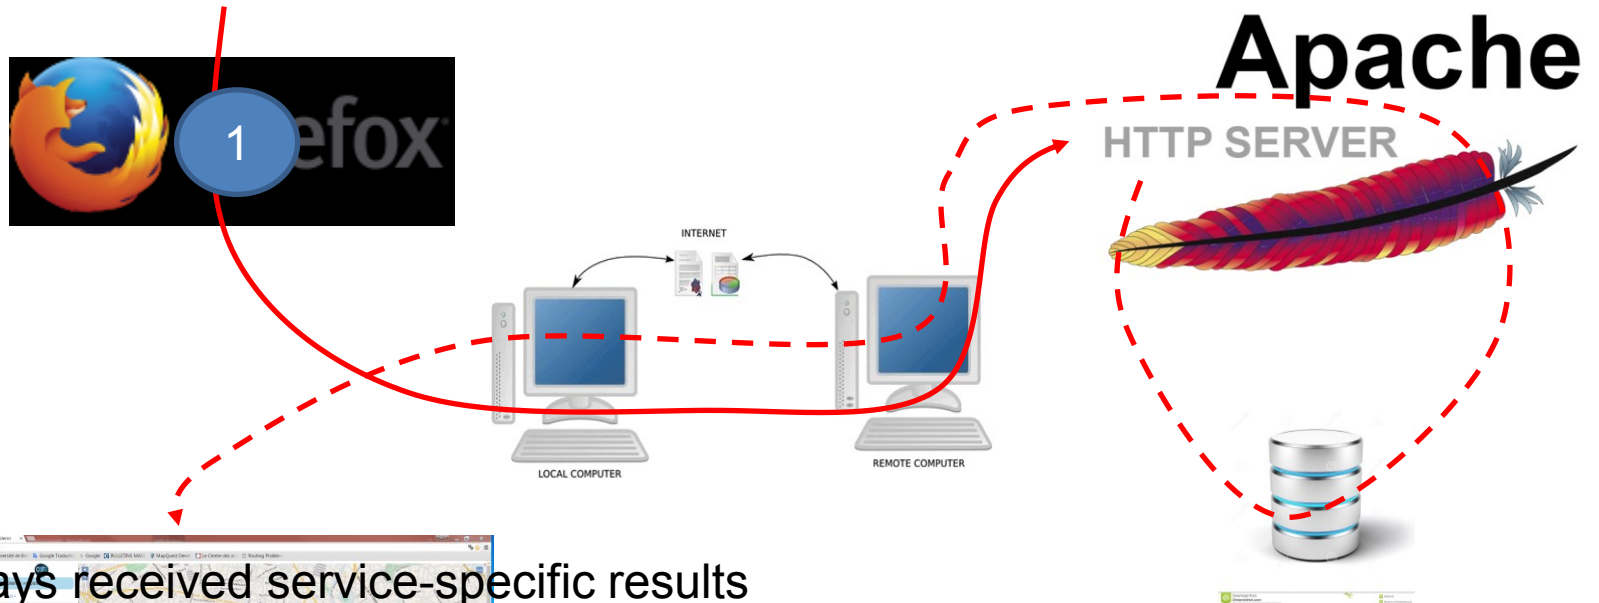 Apache
HTTP SERVER
1
efox
INTERNET
LOCAL COMPUTER
REMOTE COMPUTER
ays received service-specific results